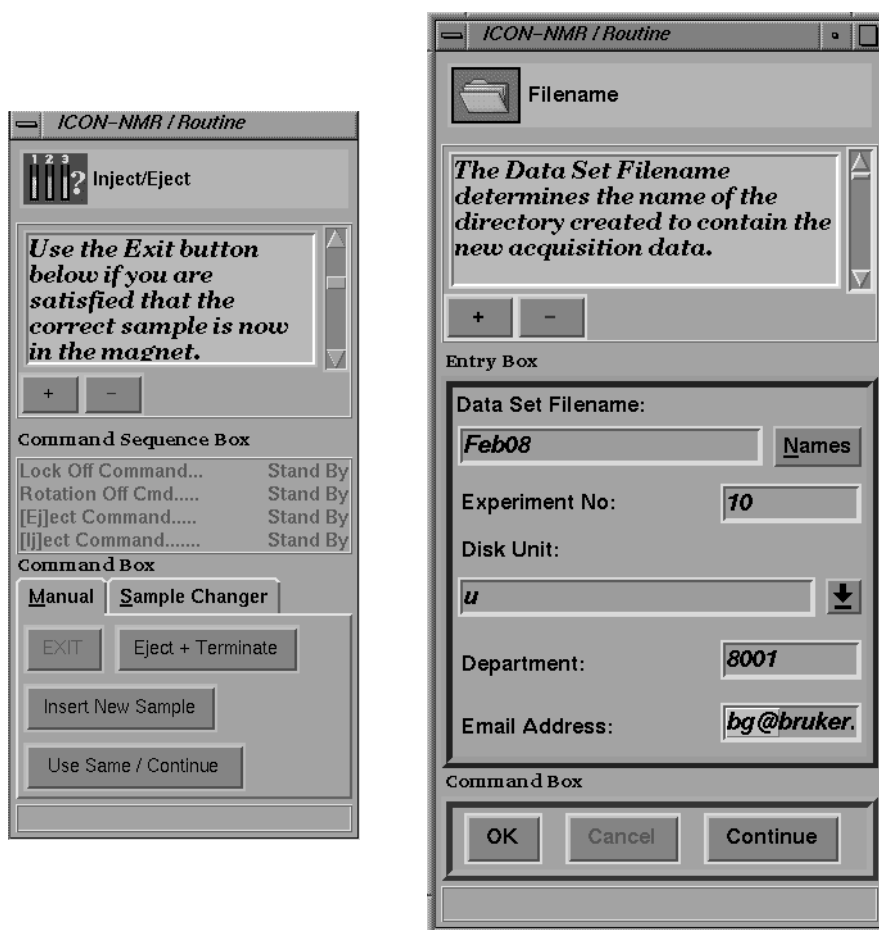 ICON-NMR / Routine
1 2 3
? Inject/Eject
Use the Exit button
below if you are
satisfied that the
correct sample is now
in the magnet.
+ -
Command Sequence Box
Lock Off Command... Stand By
Rotation Off Cmd..... Stand By
[Ej]ect Command..... Stand By
[Ij]ect Command....... Stand By
Command Box
Manual Sample Changer
EXIT Eject + Terminate
Insert New Sample
Use Same / Continue
ICON-NMR / Routine
Filename
The Data Set Filename
determines the name of the
directory created to contain the
new acquisition data.
+ -
Entry Box
Data Set Filename:
Feb08 Names
Experiment No: 10
Disk Unit:
u
Department: 8001
Email Address: bg@bruker.
Command Box
OK Cancel Continue